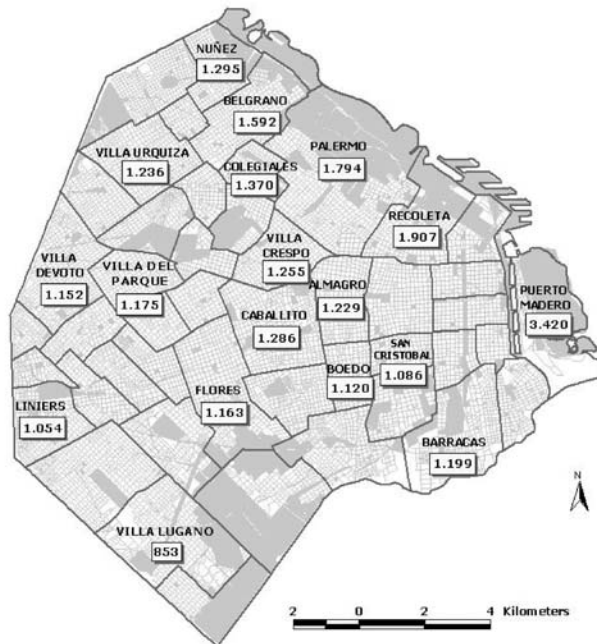 NUÑEZ
1.295
BELGRANO
1.592
PALERMO
1.794
VILLA URQUIZA
1.236
COLEGIALES
1.370
RECOLETA
1.907
VILLA
CRESPO
1.255
VILLA
DEVOTO
1.152
VILLA DEL
PARQUE
1.175
ALMAGRO
1.229
PUERTO
MADERO
3.420
CABALLITO
1.286
SAN
CRISTOBAL
1.086
BOEDO
1.120
FLORES
1.163
LINIERS
1.054
BARRACAS
1.199
VILLA LUGANO
853
N
2 0 2 4 Kilometers